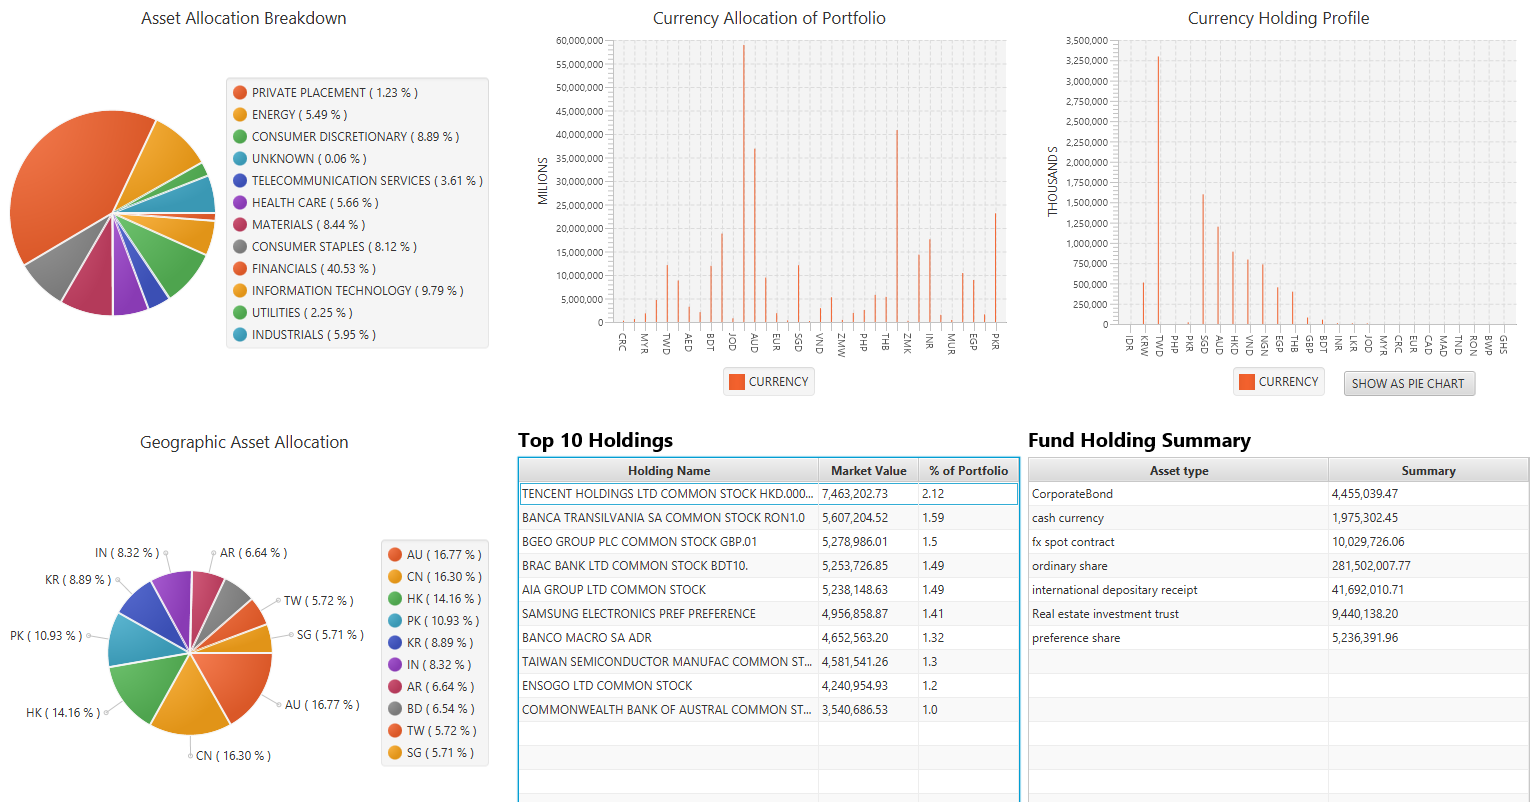 Asset Allocation Breakdown
PRIVATE PLACEMENT ( 1.23 % )
ENERGY ( 5.49 % )
CONSUMER DISCRETIONARY ( 8.89 % )
UNKNOWN ( 0.06 % )
TELECOMMUNICATION SERVICES ( 3.61 % )
HEALTH CARE ( 5.66 % )
MATERIALS ( 8.44 % )
CONSUMER STAPLES ( 8.12 % )
FINANCIALS ( 40.53 % )
INFORMATION TECHNOLOGY ( 9.79 % )
UTILITIES ( 2.25 % )
INDUSTRIALS ( 5.95 % )
Currency Allocation of Portfolio
MILIONS
60,000,000
55,000,000
50,000,000
45,000,000
40,000,000
35,000,000
30,000,000
25,000,000
20,000,000
15,000,000
10,000,000
5,000,000
0
CRC
MYR
TWD
AED
BDT
JOD
AUD
EUR
SGD
VND
ZMW
PHP
THB
ZMK
INR
MUR
EGP
PKR
CURRENCY
Currency Holding Profile
THOUSANDS
3,500,000
3,250,000
3,000,000
2,750,000
2,500,000
2,250,000
2,000,000
1,750,000
1,500,000
1,250,000
1,000,000
750,000
500,000
250,000
0
IDR
KRW
TWD
PHP
PKR
SGD
AUD
HKD
VND
NGN
EGP
THB
GBP
BDT
INR
LKR
JOD
MYR
CRC
EUR
CAD
MAD
TND
RON
BWP
GHS
CURRENCY
SHOW AS PIE CHART
Geographic Asset Allocation
IN ( 8.32 % )
AR ( 6.64 % )
KR ( 8.89 % )
TW ( 5.72 % )
PK ( 10.93 % )
SG ( 5.71 % )
HK ( 14.16 % )
AU ( 16.77 % )
CN ( 16.30 % )
AU ( 16.77 % )
CN ( 16.30 % )
HK ( 14.16 % )
PK ( 10.93 % )
KR ( 8.89 % )
IN ( 8.32 % )
AR ( 6.64 % )
BD ( 6.54 % )
TW ( 5.72 % )
SG ( 5.71 % )
Top 10 Holdings
Holding Name Market Value % of Portfolio
TENCENT HOLDINGS LTD COMMON STOCK HKD.000... 7,463,202.73 2.12
BANCA TRANSILVANIA SA COMMON STOCK RON1.0 5,607,204.52 1.59
BGEO GROUP PLC COMMON STOCK GBP.01 5,278,986.01 1.5
BRAC BANK LTD COMMON STOCK BDT10. 5,253,726.85 1.49
AIA GROUP LTD COMMON STOCK 5,238,148.63 1.49
SAMSUNG ELECTRONICS PREF PREFERENCE 4,956,858.87 1.41
BANCO MACRO SA ADR 4,652,563.20 1.32
TAIWAN SEMICONDUCTOR MANUFAC COMMON ST... 4,581,541.26 1.3
ENSOGO LTD COMMON STOCK 4,240,954.93 1.2
COMMONWEALTH BANK OF AUSTRAL COMMON ST... 3,540,686.53 1.0
Fund Holding Summary
Asset type Summary
CorporateBond 4,455,039.47
cash currency 1,975,302.45
fx spot contract 10,029,726.06
ordinary share 281,502,007.77
international depositary receipt 41,692,010.71
Real estate investment trust 9,440,138.20
preference share 5,236,391.96